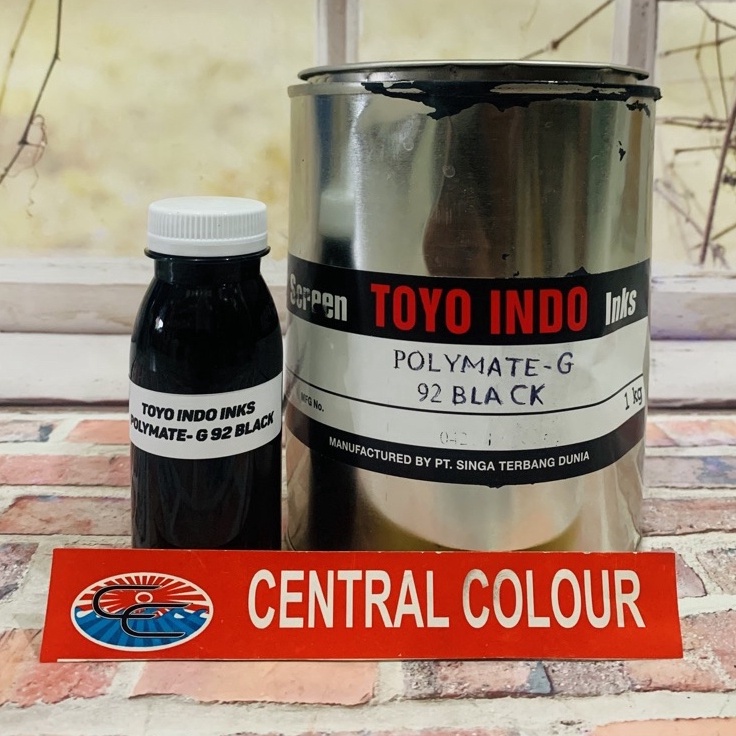 Screen TOYO INDO Inks
POLYMATE-G
92 BLACK
1 kg
MFG No.
MANUFACTURED BY PT. SINGA TERBANG DUNIA
TOYO INDO INKS
POLYMATE- G 92 BLACK
CC
CENTRAL COLOUR